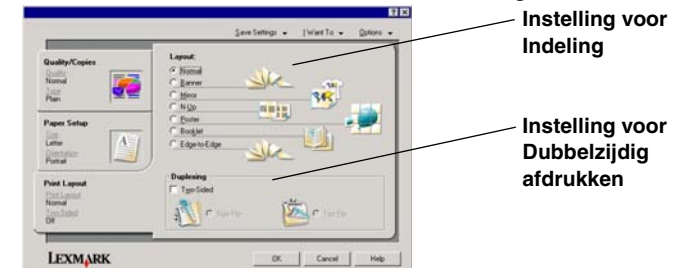 Save Settings I Want To Options
Quality/Copies
Quality
Normal
Type
Plain
Paper Setup
Size
Letter
Orientation
Portrait
Print Layout
Print Layout
Normal
Two-Sided
Off
Layout:
Normal
Banner
Mirror
N-Up
Poster
Booklet
Edge-to-Edge
Duplexing
Two-Sided
LEXMARK
OK Cancel Help
Instelling voor
Indeling
Instelling voor
Dubbelzijdig
afdrukken